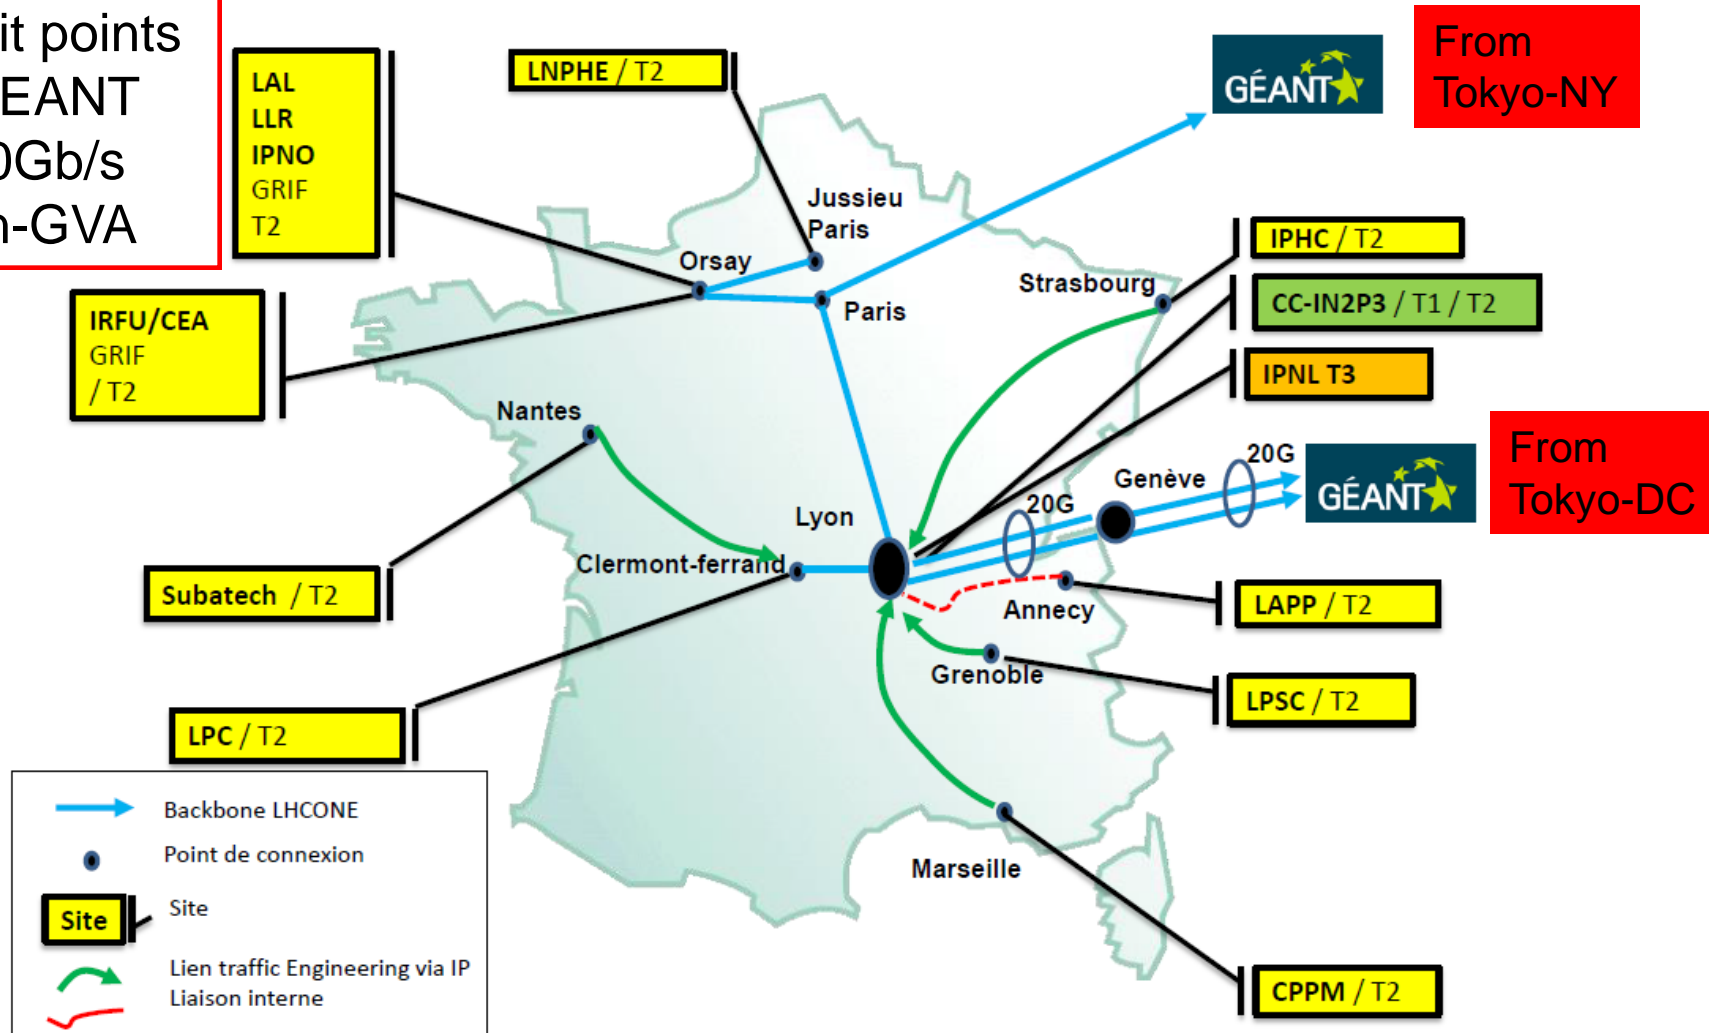 it points
EANT
0Gb/s
-GVA
LAL
LLR
IPNO
GRIF
T2
LNPHE / T2
GÉANT
From
Tokyo-NY
Jussieu
Paris
Orsay
Paris
Strasbourg
IPHC / T2
CC-IN2P3 / T1 / T2
IPNL T3
IRFU/CEA
GRIF
/ T2
Nantes
20G
Genève
GÉANT
From
Tokyo-DC
20G
Lyon
Clermont-ferrand
Subatech / T2
Annecy
LAPP / T2
Grenoble
LPSC / T2
LPC / T2
Marseille
CPPM / T2
Backbone LHCONE
Point de connexion
Site
Site
Lien traffic Engineering via IP
Liaison interne